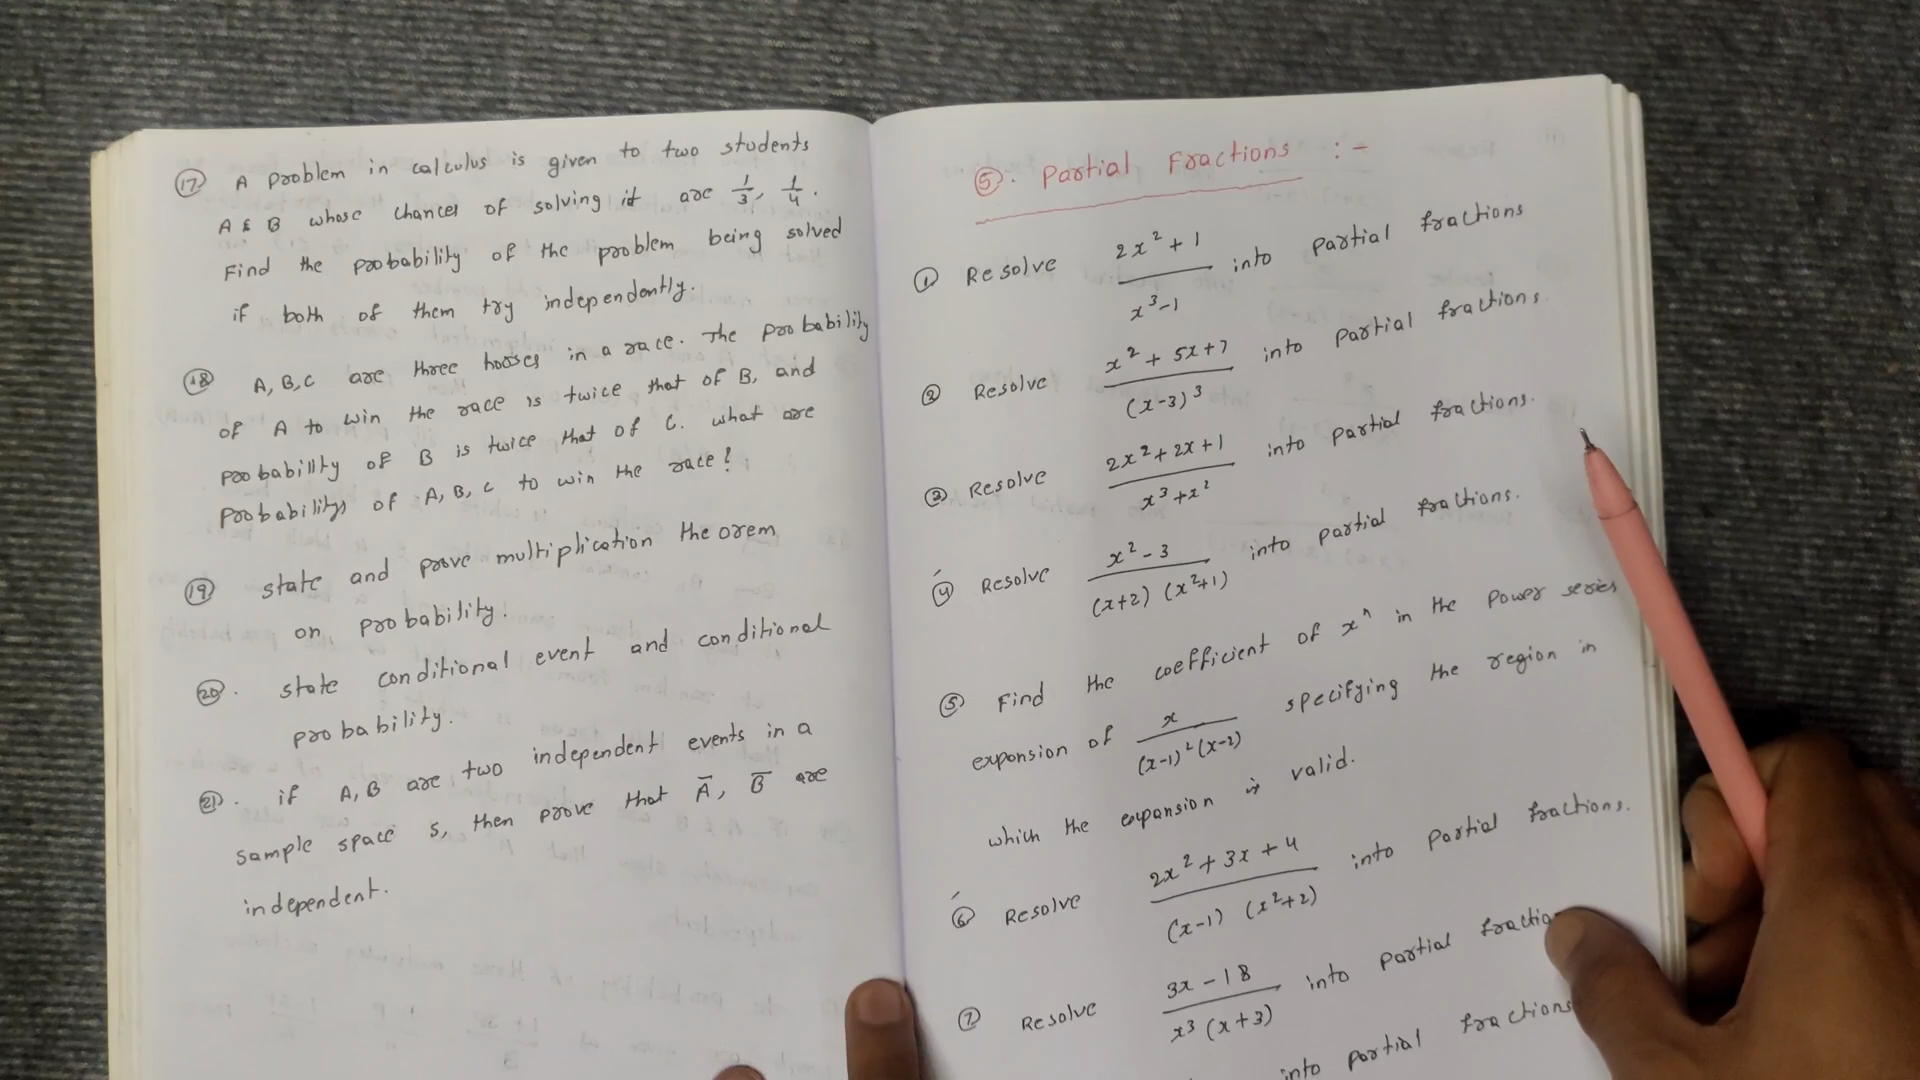 (17) A problem in calculus is given to two students
A & B whose chances of solving it are 1/3, 1/4.
Find the probability of the problem being solved
if both of them try independently.
(18) A, B, C are three horses in a race. The probability
of A to win the race is twice that of B, and
probability of B is twice that of C. what are
probabilitys of A, B, C to win the race?
(19) state and prove multiplication theorem
on probability.
(20). state conditional event and conditional
probability.
(21). if A, B are two independent events in a
sample space S, then prove that A̅, B̅ are
independent.
(5). Partial Fractions :-
(1) Resolve (2x² + 1)/(x³-1) into partial fractions
(2) Resolve (x² + 5x+7)/((x-3)³) into partial fractions.
(3) Resolve (2x² + 2x+1)/(x³+x²) into partial fractions.
(4) Resolve (x² - 3)/((x+2) (x²+1)) into partial fractions.
(5) Find the coefficient of xⁿ in the power series
expansion of x/((x-1)² (x-2)) specifying the region in
which the expansion is valid.
(6) Resolve (2x² + 3x + 4)/((x-1) (x²+2)) into partial fractions.
(7) Resolve (3x - 18)/(x³ (x+3)) into partial fractio
into partial fractions